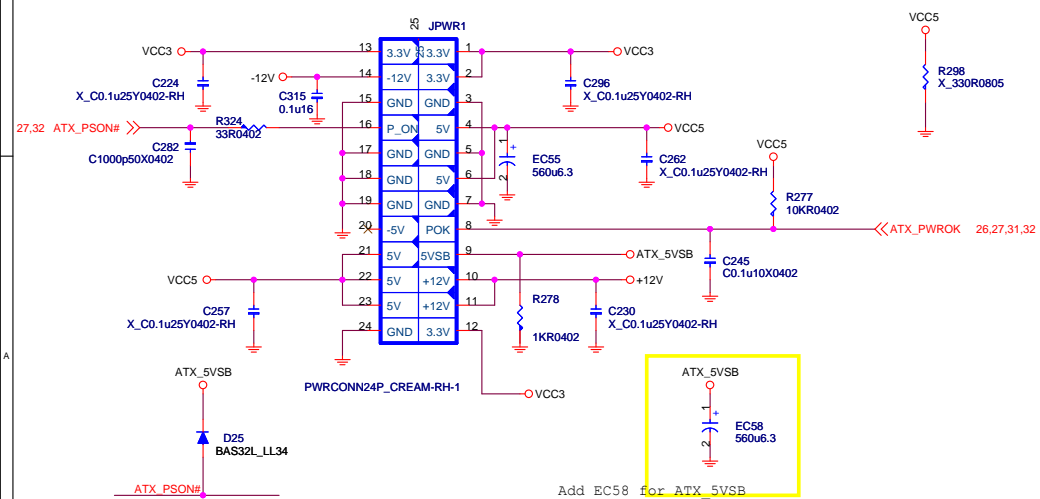 25
JPWR1
VCC5
VCC3
13
3.3V
25
3.3V
1
VCC3
-12V
14
-12V
3.3V
2
C224
X_C0.1u25Y0402-RH
C315
0.1u16
C296
X_C0.1u25Y0402-RH
R298
X_330R0805
15
GND
GND
3
27,32 ATX_PSON#
R324
33R0402
16
P_ON
5V
4
VCC5
C282
C1000p50X0402
17
GND
GND
5
1
+
2
EC55
560u6.3
C262
X_C0.1u25Y0402-RH
VCC5
18
GND
5V
6
R277
10KR0402
19
GND
GND
7
20
-5V
POK
8
ATX_PWROK 26,27,31,32
21
5V
5VSB
9
ATX_5VSB
C245
C0.1u10X0402
VCC5
22
5V
+12V
10
+12V
C257
X_C0.1u25Y0402-RH
23
5V
+12V
11
R278
1KR0402
C230
X_C0.1u25Y0402-RH
24
GND
3.3V
12
A
PWRCONN24P_CREAM-RH-1
VCC3
ATX_5VSB
D25
BAS32L_LL34
ATX_PSON#
ATX_5VSB
1
+
2
EC58
560u6.3
Add EC58 for ATX_5VSB